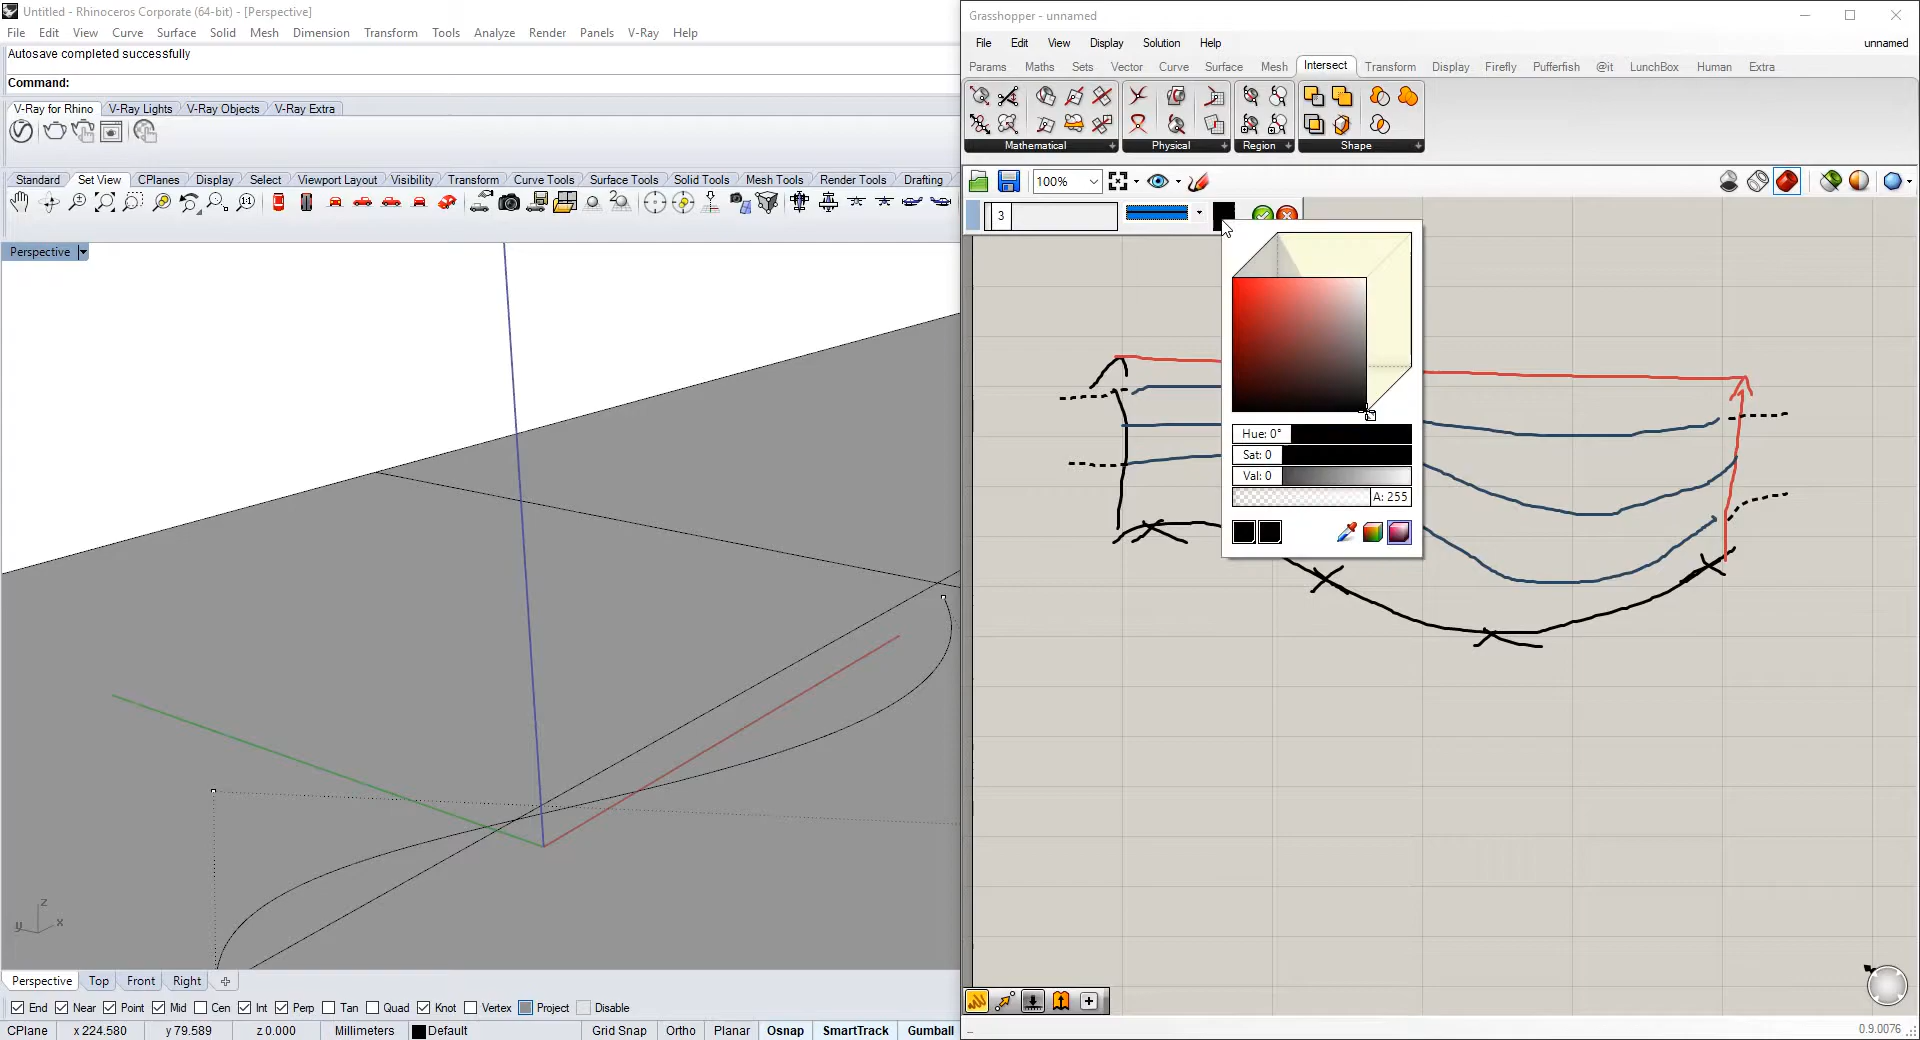 Untitled - Rhinoceros Corporate (64-bit) - [Perspective]
File Edit View Curve Surface Solid Mesh Dimension Transform Tools Analyze Render Panels V-Ray Help
Autosave completed successfully
Command:
V-Ray for Rhino V-Ray Lights V-Ray Objects V-Ray Extra
Standard Set View CPlanes Display Select Viewport Layout Visibility Transform Curve Tools Surface Tools Solid Tools Mesh Tools Render Tools Drafting
Perspective
z
y x
Perspective Top Front Right
End Near Point Mid Cen Int Perp Tan Quad Knot Vertex Project Disable
CPlane x 224.580 y 79.589 z 0.000 Millimeters Default Grid Snap Ortho Planar Osnap SmartTrack Gumball
Grasshopper - unnamed
File Edit View Display Solution Help unnamed
Params Maths Sets Vector Curve Surface Mesh Intersect Transform Display Firefly Pufferfish @it LunchBox Human Extra
Mathematical Physical Region Shape
100%
3
Hue: 0°
Sat: 0
Val: 0
A: 255
0.9.0076